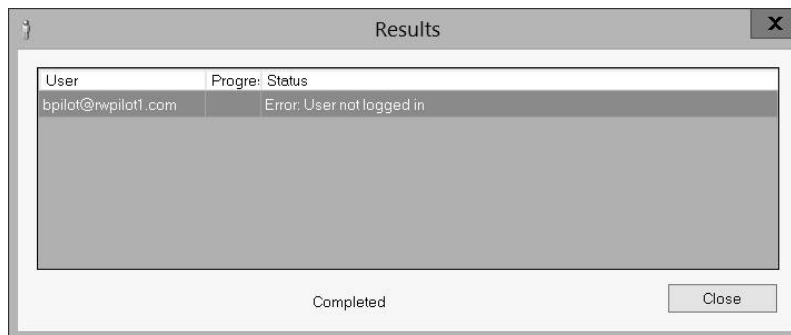 Results
X
User Progre: Status
bpilot@rwpilot1.com Error: User not logged in
Completed
Close